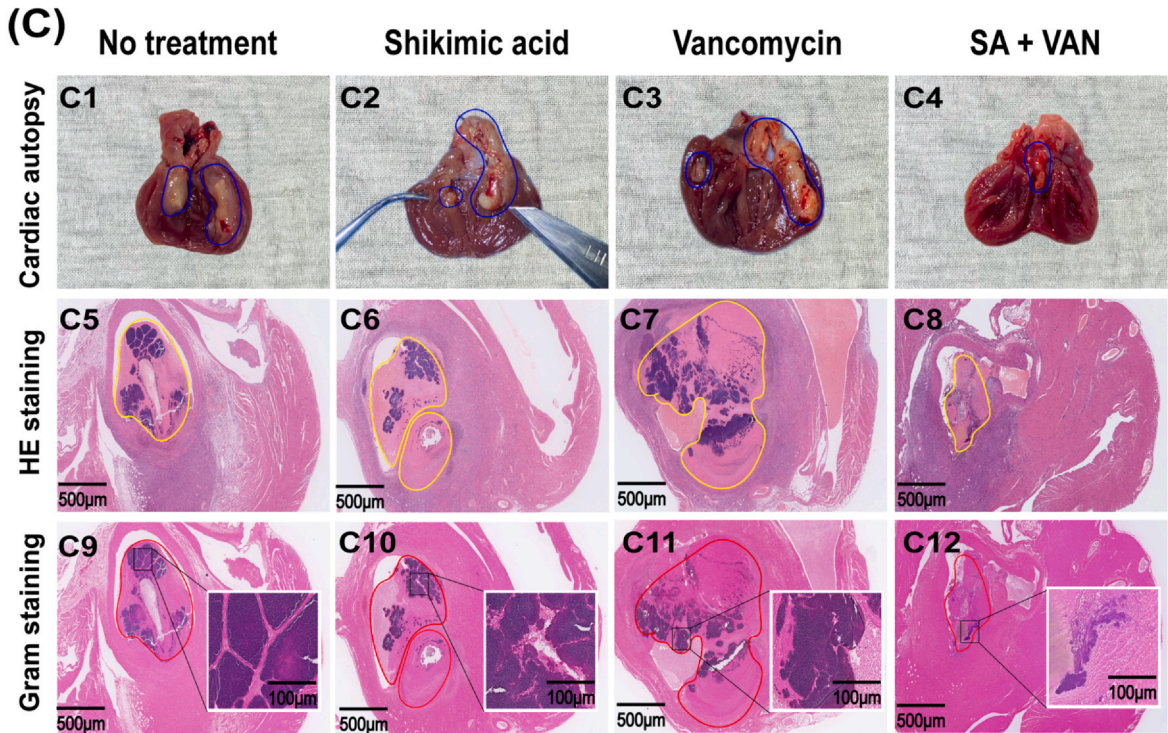 (C)
No treatment Shikimic acid Vancomycin SA + VAN
Cardiac autopsy
C1 C2 C3 C4
HE staining
C5 C6 C7 C8
500μm 500μm 500μm 500μm
Gram staining
C9 C10 C11 C12
100μm 100μm 100μm 100μm
500μm 500μm 500μm 500μm